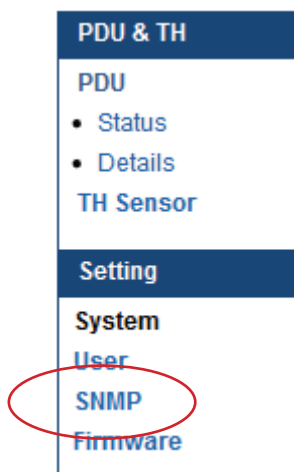 PDU & TH
PDU
• Status
• Details
TH Sensor
Setting
System
User
SNMP
Firmware